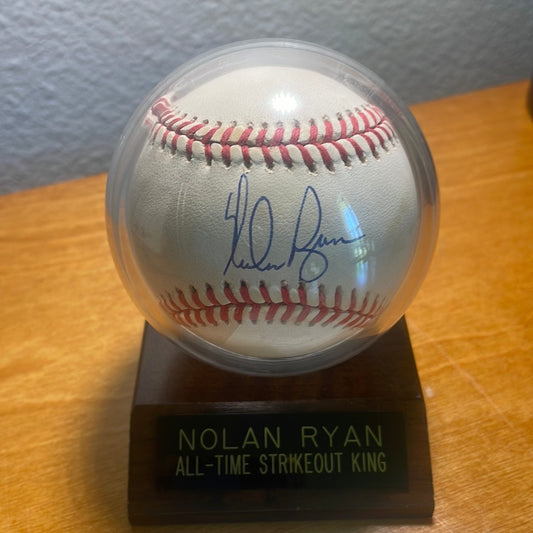 Nolan Ryan
NOLAN RYAN
ALL-TIME STRIKEOUT KING